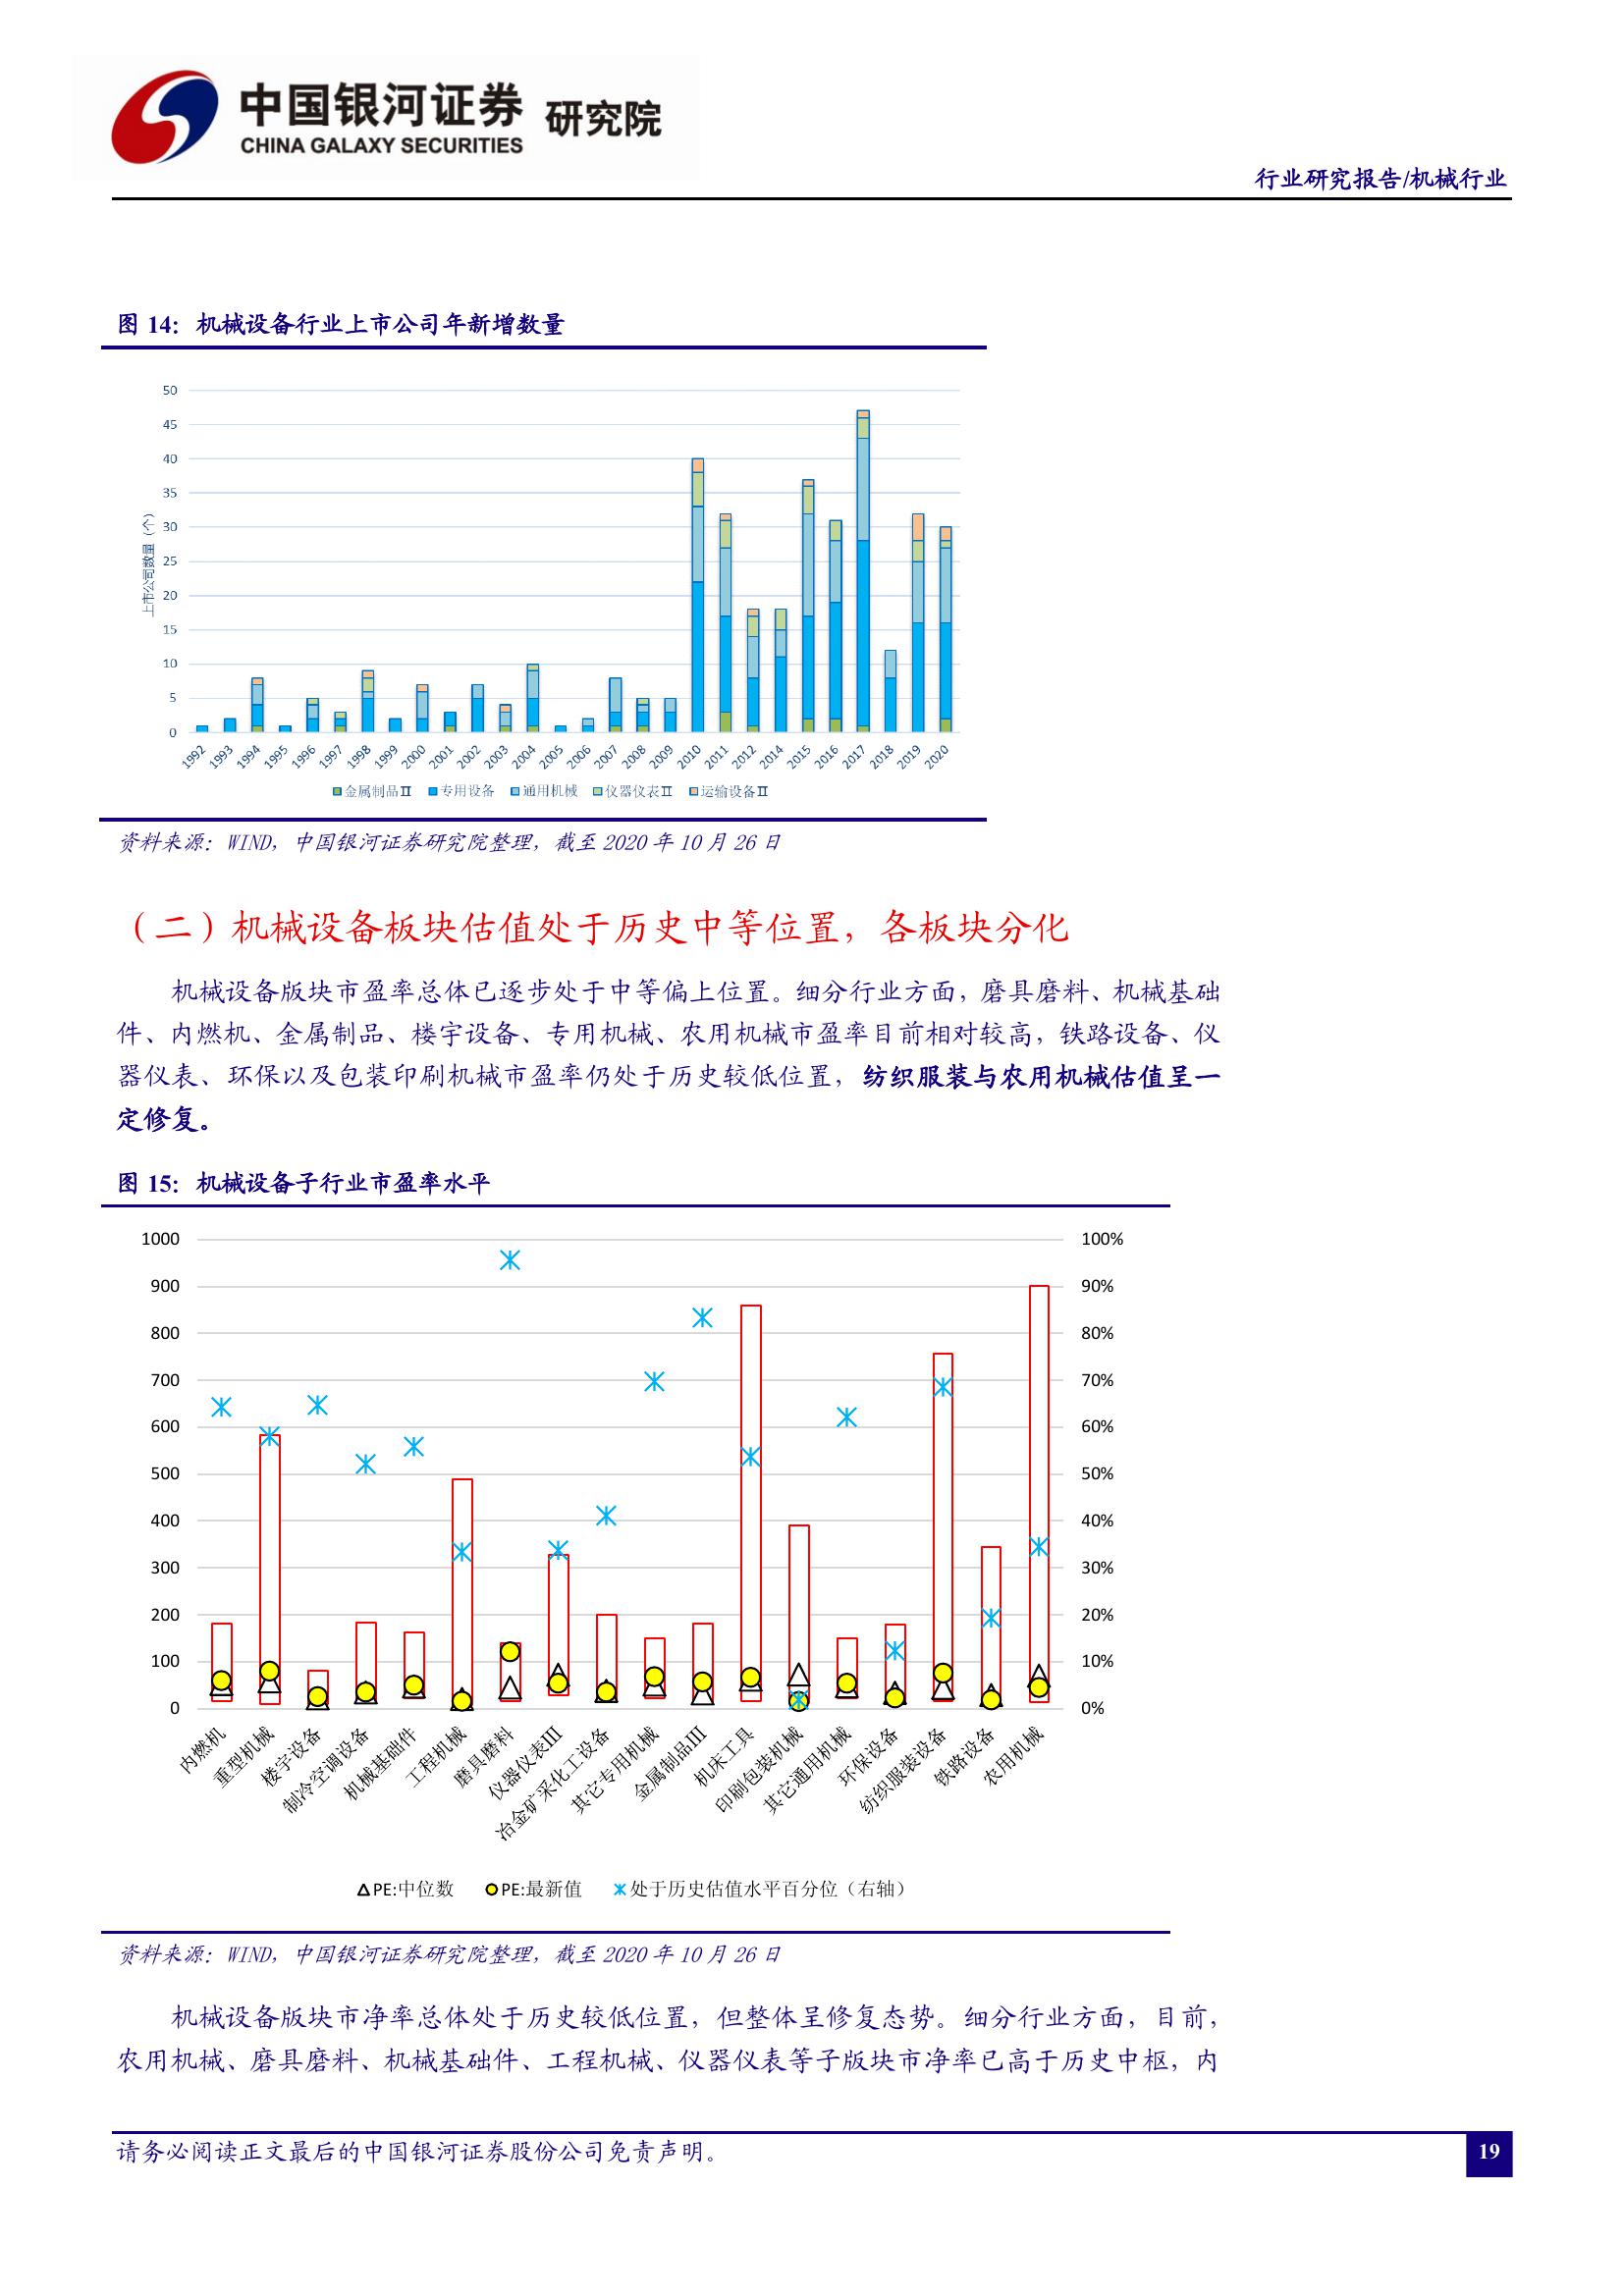 中国银河证券 研究院
CHINA GALAXY SECURITIES
行业研究报告/机械行业
图 14：机械设备行业上市公司年新增数量
50
45
40
35
30
25
20
15
10
5
0
上市公司数量（个）
1992 1993 1994 1995 1996 1997 1998 1999 2000 2001 2002 2003 2004 2005 2006 2007 2008 2009 2010 2011 2012 2014 2015 2016 2017 2018 2019 2020
金属制品Ⅱ 专用设备 通用机械 仪器仪表Ⅱ 运输设备Ⅱ
资料来源：WIND，中国银河证券研究院整理，截至 2020 年 10 月 26 日
（二）机械设备板块估值处于历史中等位置，各板块分化
机械设备版块市盈率总体已逐步处于中等偏上位置。细分行业方面，磨具磨料、机械基础
件、内燃机、金属制品、楼宇设备、专用机械、农用机械市盈率目前相对较高，铁路设备、仪
器仪表、环保以及包装印刷机械市盈率仍处于历史较低位置，纺织服装与农用机械估值呈一
定修复。
图 15：机械设备子行业市盈率水平
1000 100%
900 90%
800 80%
700 70%
600 60%
500 50%
400 40%
300 30%
200 20%
100 10%
0 0%
内燃机 重型机械 楼宇设备 制冷空调设备 机械基础件 工程机械 磨具磨料 仪器仪表III 冶金矿采化工设备 其它专用机械 金属制品III 机床工具 印刷包装机械 其它通用机械 环保设备 纺织服装设备 铁路设备 农用机械
PE:中位数 PE:最新值 处于历史估值水平百分位（右轴）
资料来源：WIND，中国银河证券研究院整理，截至 2020 年 10 月 26 日
机械设备版块市净率总体处于历史较低位置，但整体呈修复态势。细分行业方面，目前，
农用机械、磨具磨料、机械基础件、工程机械、仪器仪表等子版块市净率已高于历史中枢，内
请务必阅读正文最后的中国银河证券股份公司免责声明。
19